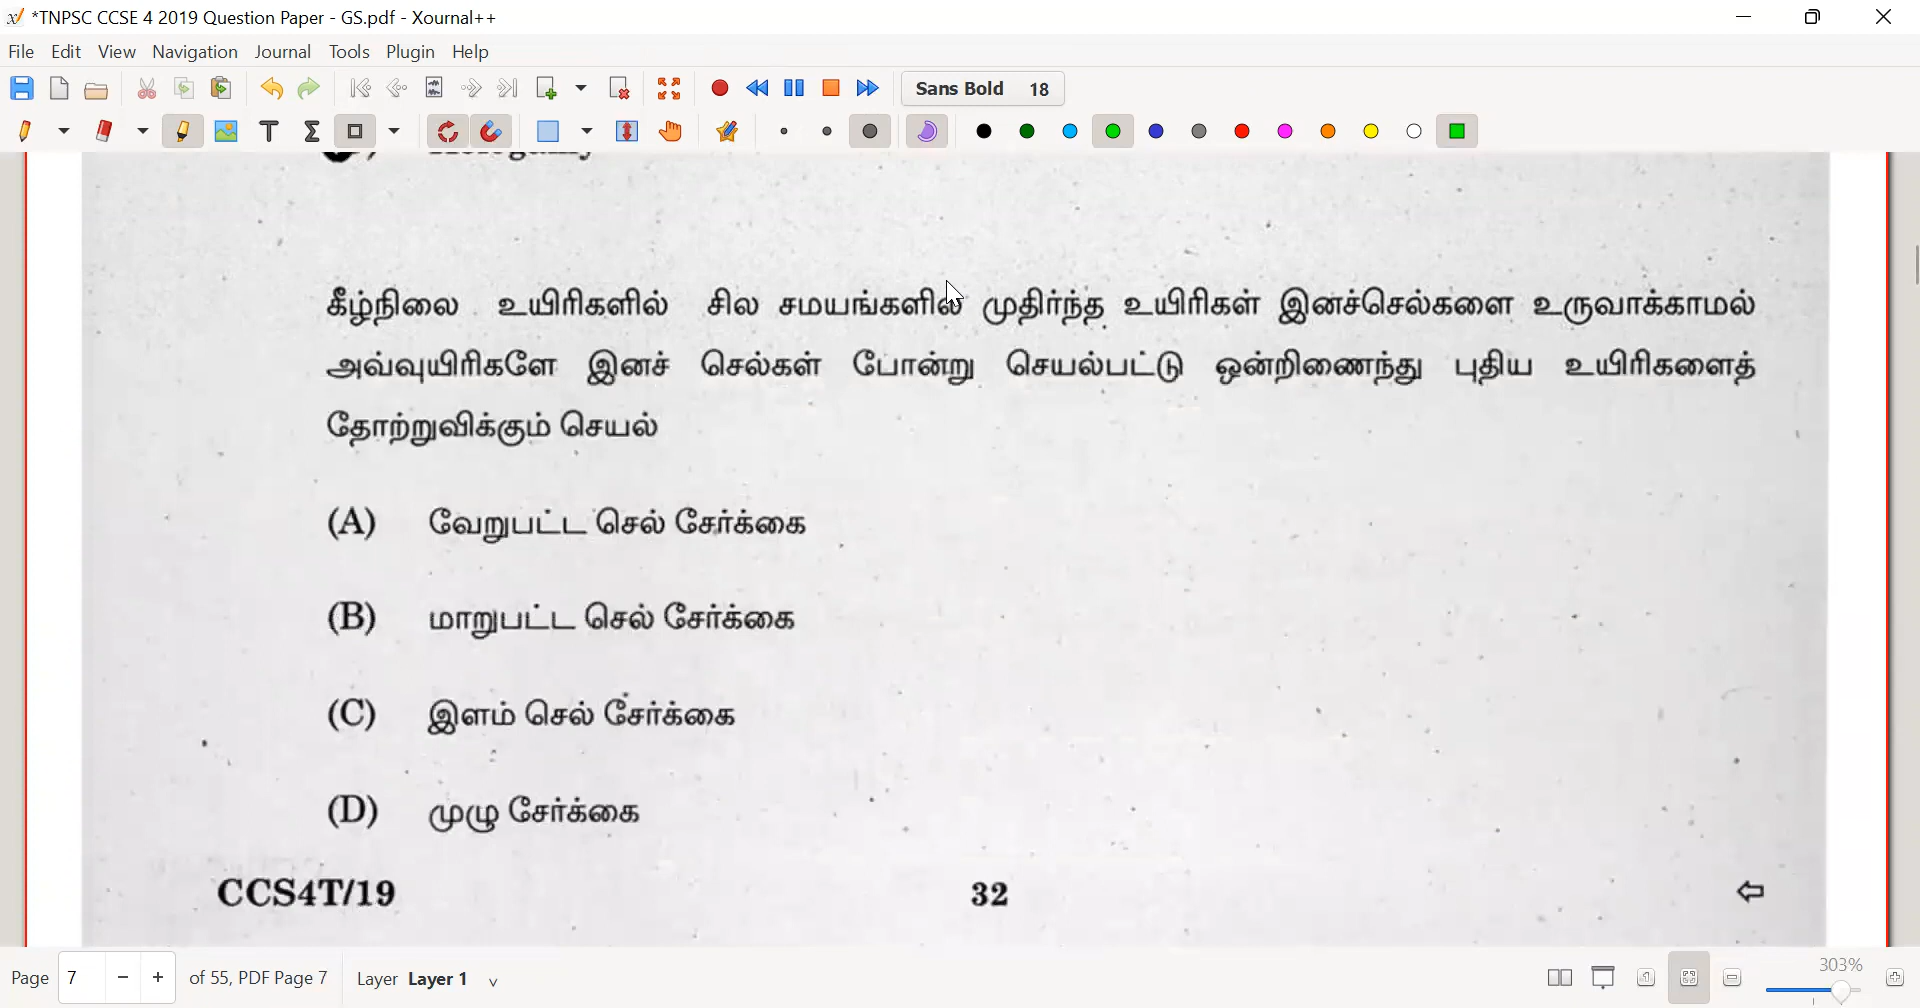 *TNPSC CCSE 4 2019 Question Paper - GS.pdf - Xournal++
File Edit View Navigation Journal Tools Plugin Help
Sans Bold 18
கீழ்நிலை உயிரிகளில் சில சமயங்களில் முதிர்ந்த உயிரிகள் இனச்செல்களை உருவாக்காமல்
அவ்வுயிரிகளே இனச் செல்கள் போன்று செயல்பட்டு ஒன்றிணைந்து புதிய உயிரிகளைத்
தோற்றுவிக்கும் செயல்
(A) வேறுபட்ட செல் சேர்க்கை
(B) மாறுபட்ட செல் சேர்க்கை
(C) இளம் செல் சேர்க்கை
(D) முழு சேர்க்கை
CCS4T/19 32
Page 7 - + of 55, PDF Page 7 Layer Layer 1 303%